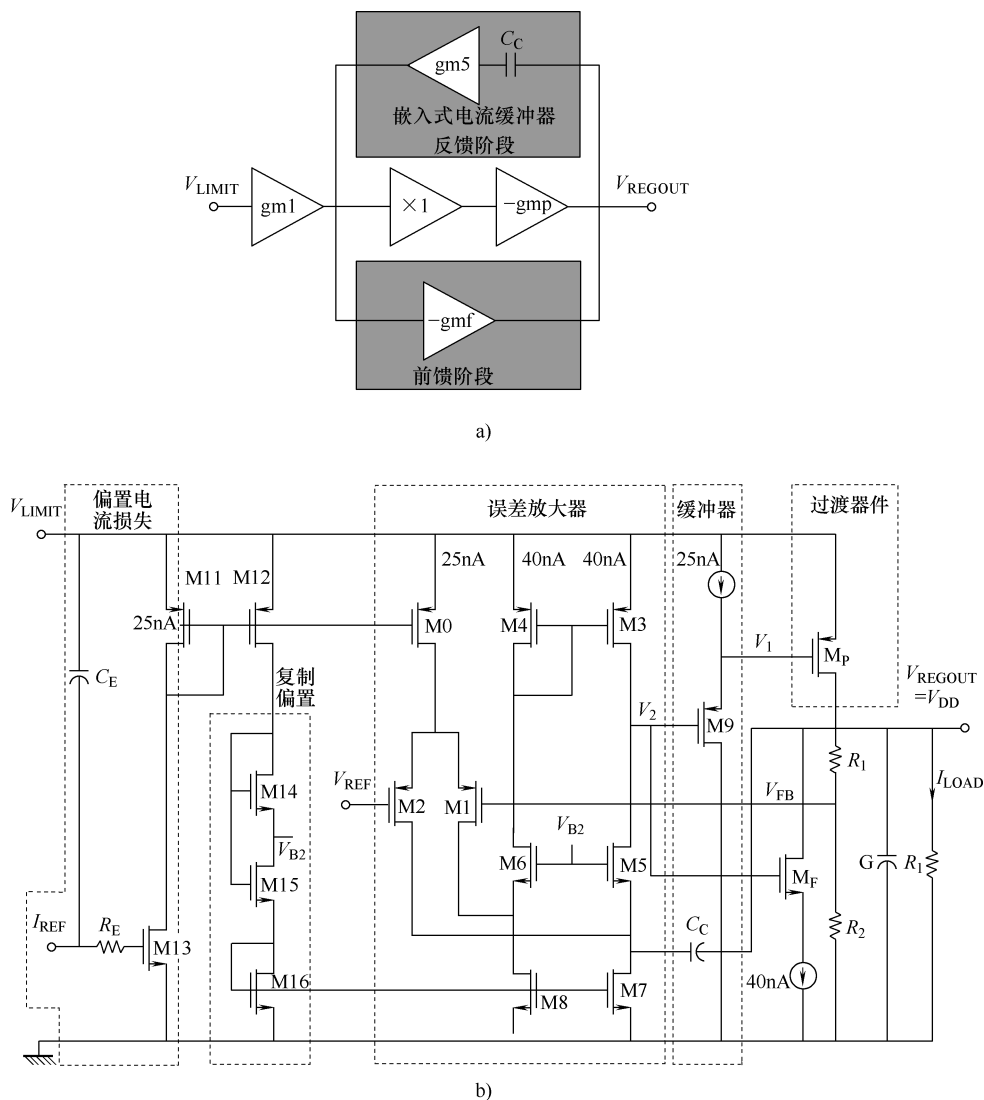 gm5
C_C
嵌入式电流缓冲器
反馈阶段
V_LIMIT
gm1
×1
−gmp
V_REGOUT
−gmf
前馈阶段
a)
V_LIMIT
偏置电
流损失
误差放大器
缓冲器
过渡器件
25nA
40nA
40nA
25nA
M11
M12
25nA
M0
M4
M3
V_1
M_P
C_E
复制
偏置
V_2
M9
V_REGOUT
=V_DD
R_1
I_LOAD
M14
V_REF
M2
M1
V_FB
V_B2
V_B2
M15
M6
M5
M_F
G
R_1
I_REF
R_E
M13
C_C
R_2
M16
M8
M7
40nA
b)